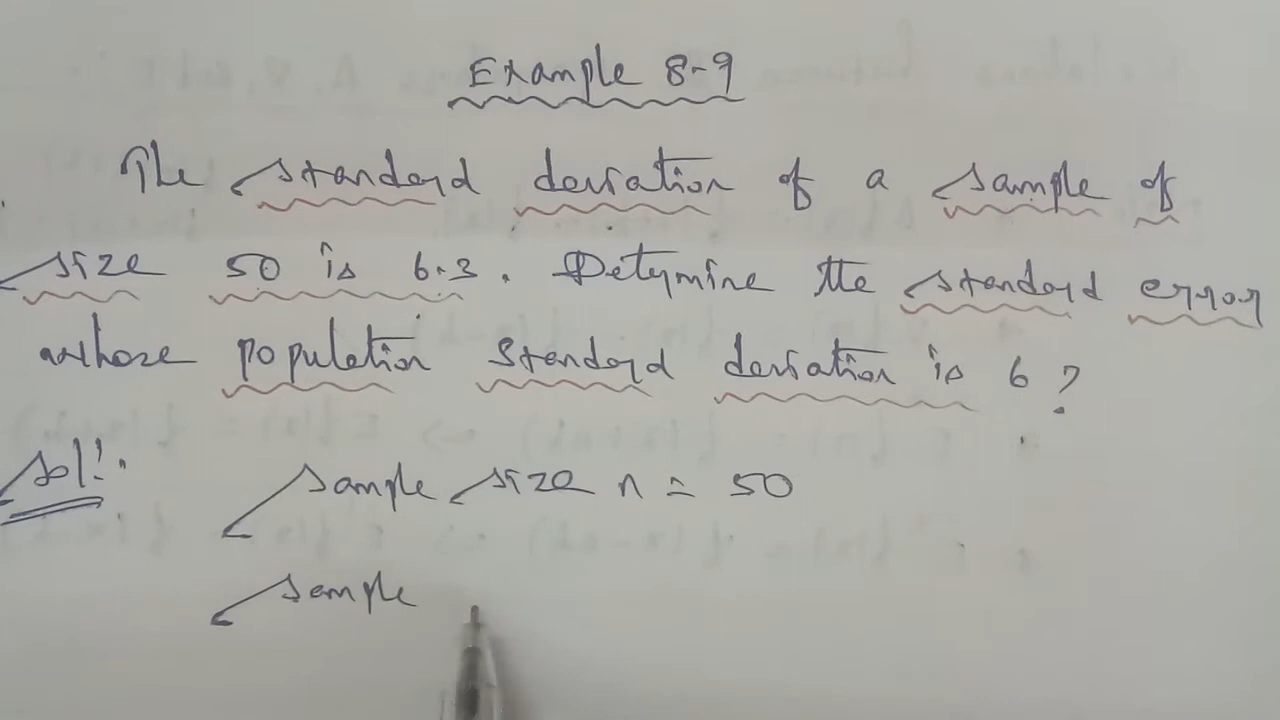 Example 8.9
The standard deviation of a sample of
size 50 is 6.3. Determine the standard error
whose population standard deviation is 6?
Sol:
Sample size n = 50
Sample